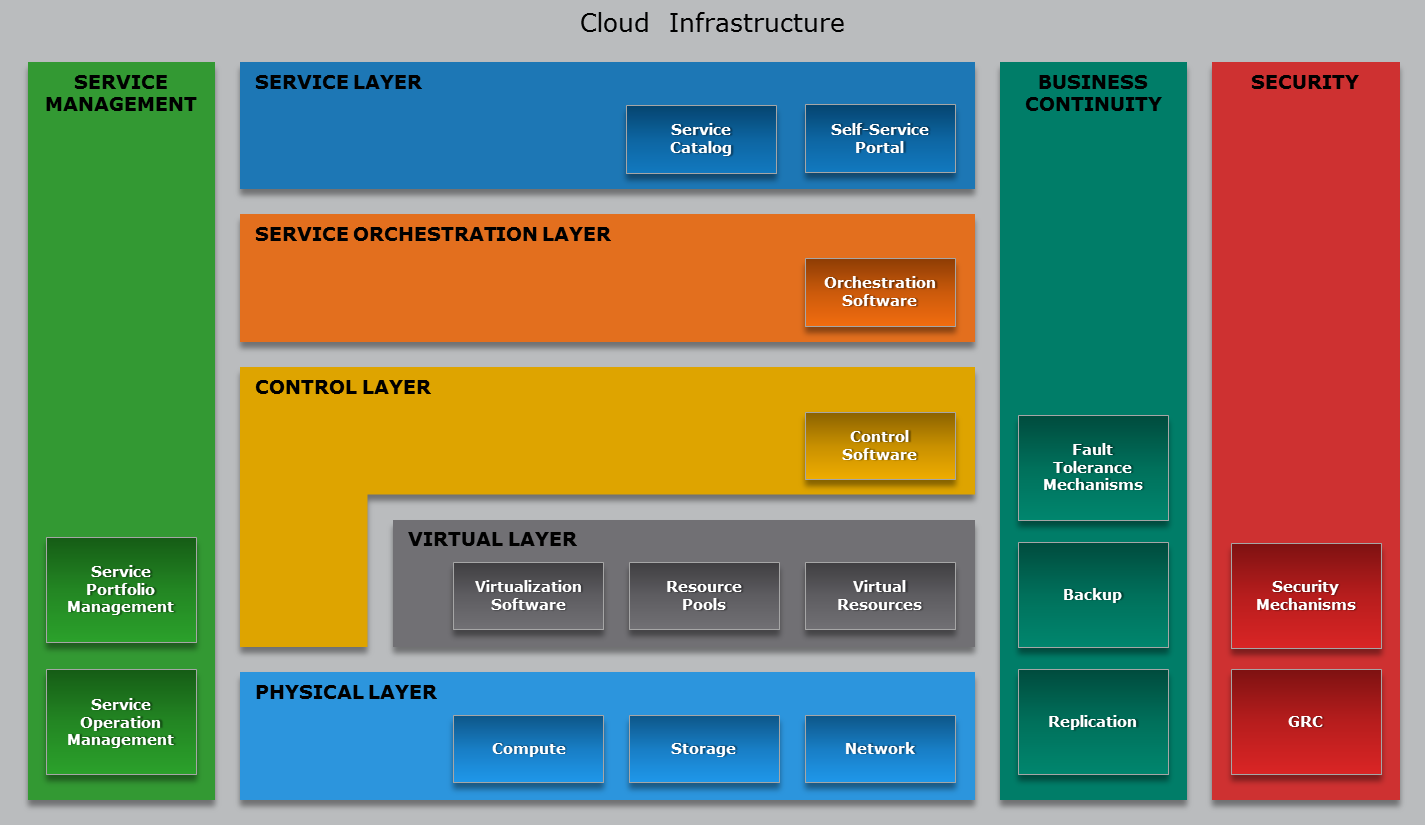 Cloud Infrastructure
SERVICE
MANAGEMENT
Service
Portfolio
Management
Service
Operation
Management
SERVICE LAYER
Service
Catalog
Self-Service
Portal
SERVICE ORCHESTRATION LAYER
Orchestration
Software
CONTROL LAYER
Control
Software
VIRTUAL LAYER
Virtualization
Software
Resource
Pools
Virtual
Resources
PHYSICAL LAYER
Compute
Storage
Network
BUSINESS
CONTINUITY
Fault
Tolerance
Mechanisms
Backup
Replication
SECURITY
Security
Mechanisms
GRC